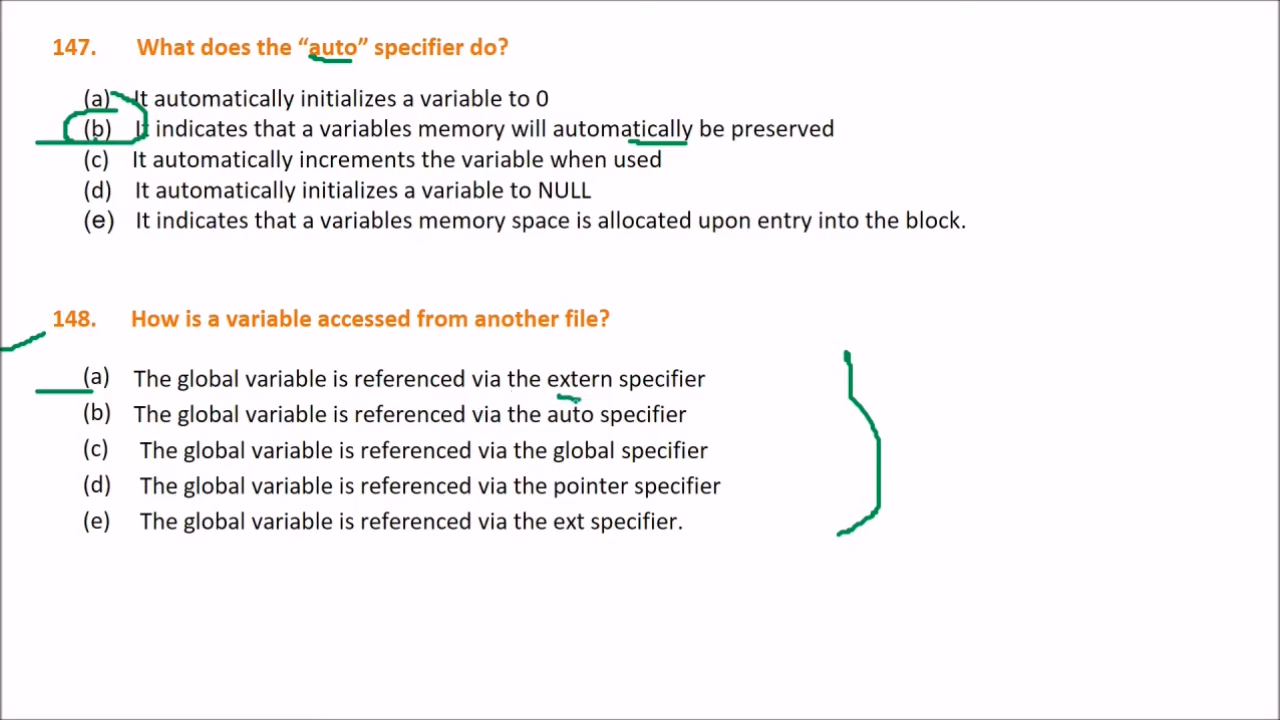 147. What does the “auto” specifier do?
(a) It automatically initializes a variable to 0
(b) It indicates that a variables memory will automatically be preserved
(c) It automatically increments the variable when used
(d) It automatically initializes a variable to NULL
(e) It indicates that a variables memory space is allocated upon entry into the block.
148. How is a variable accessed from another file?
(a) The global variable is referenced via the extern specifier
(b) The global variable is referenced via the auto specifier
(c) The global variable is referenced via the global specifier
(d) The global variable is referenced via the pointer specifier
(e) The global variable is referenced via the ext specifier.